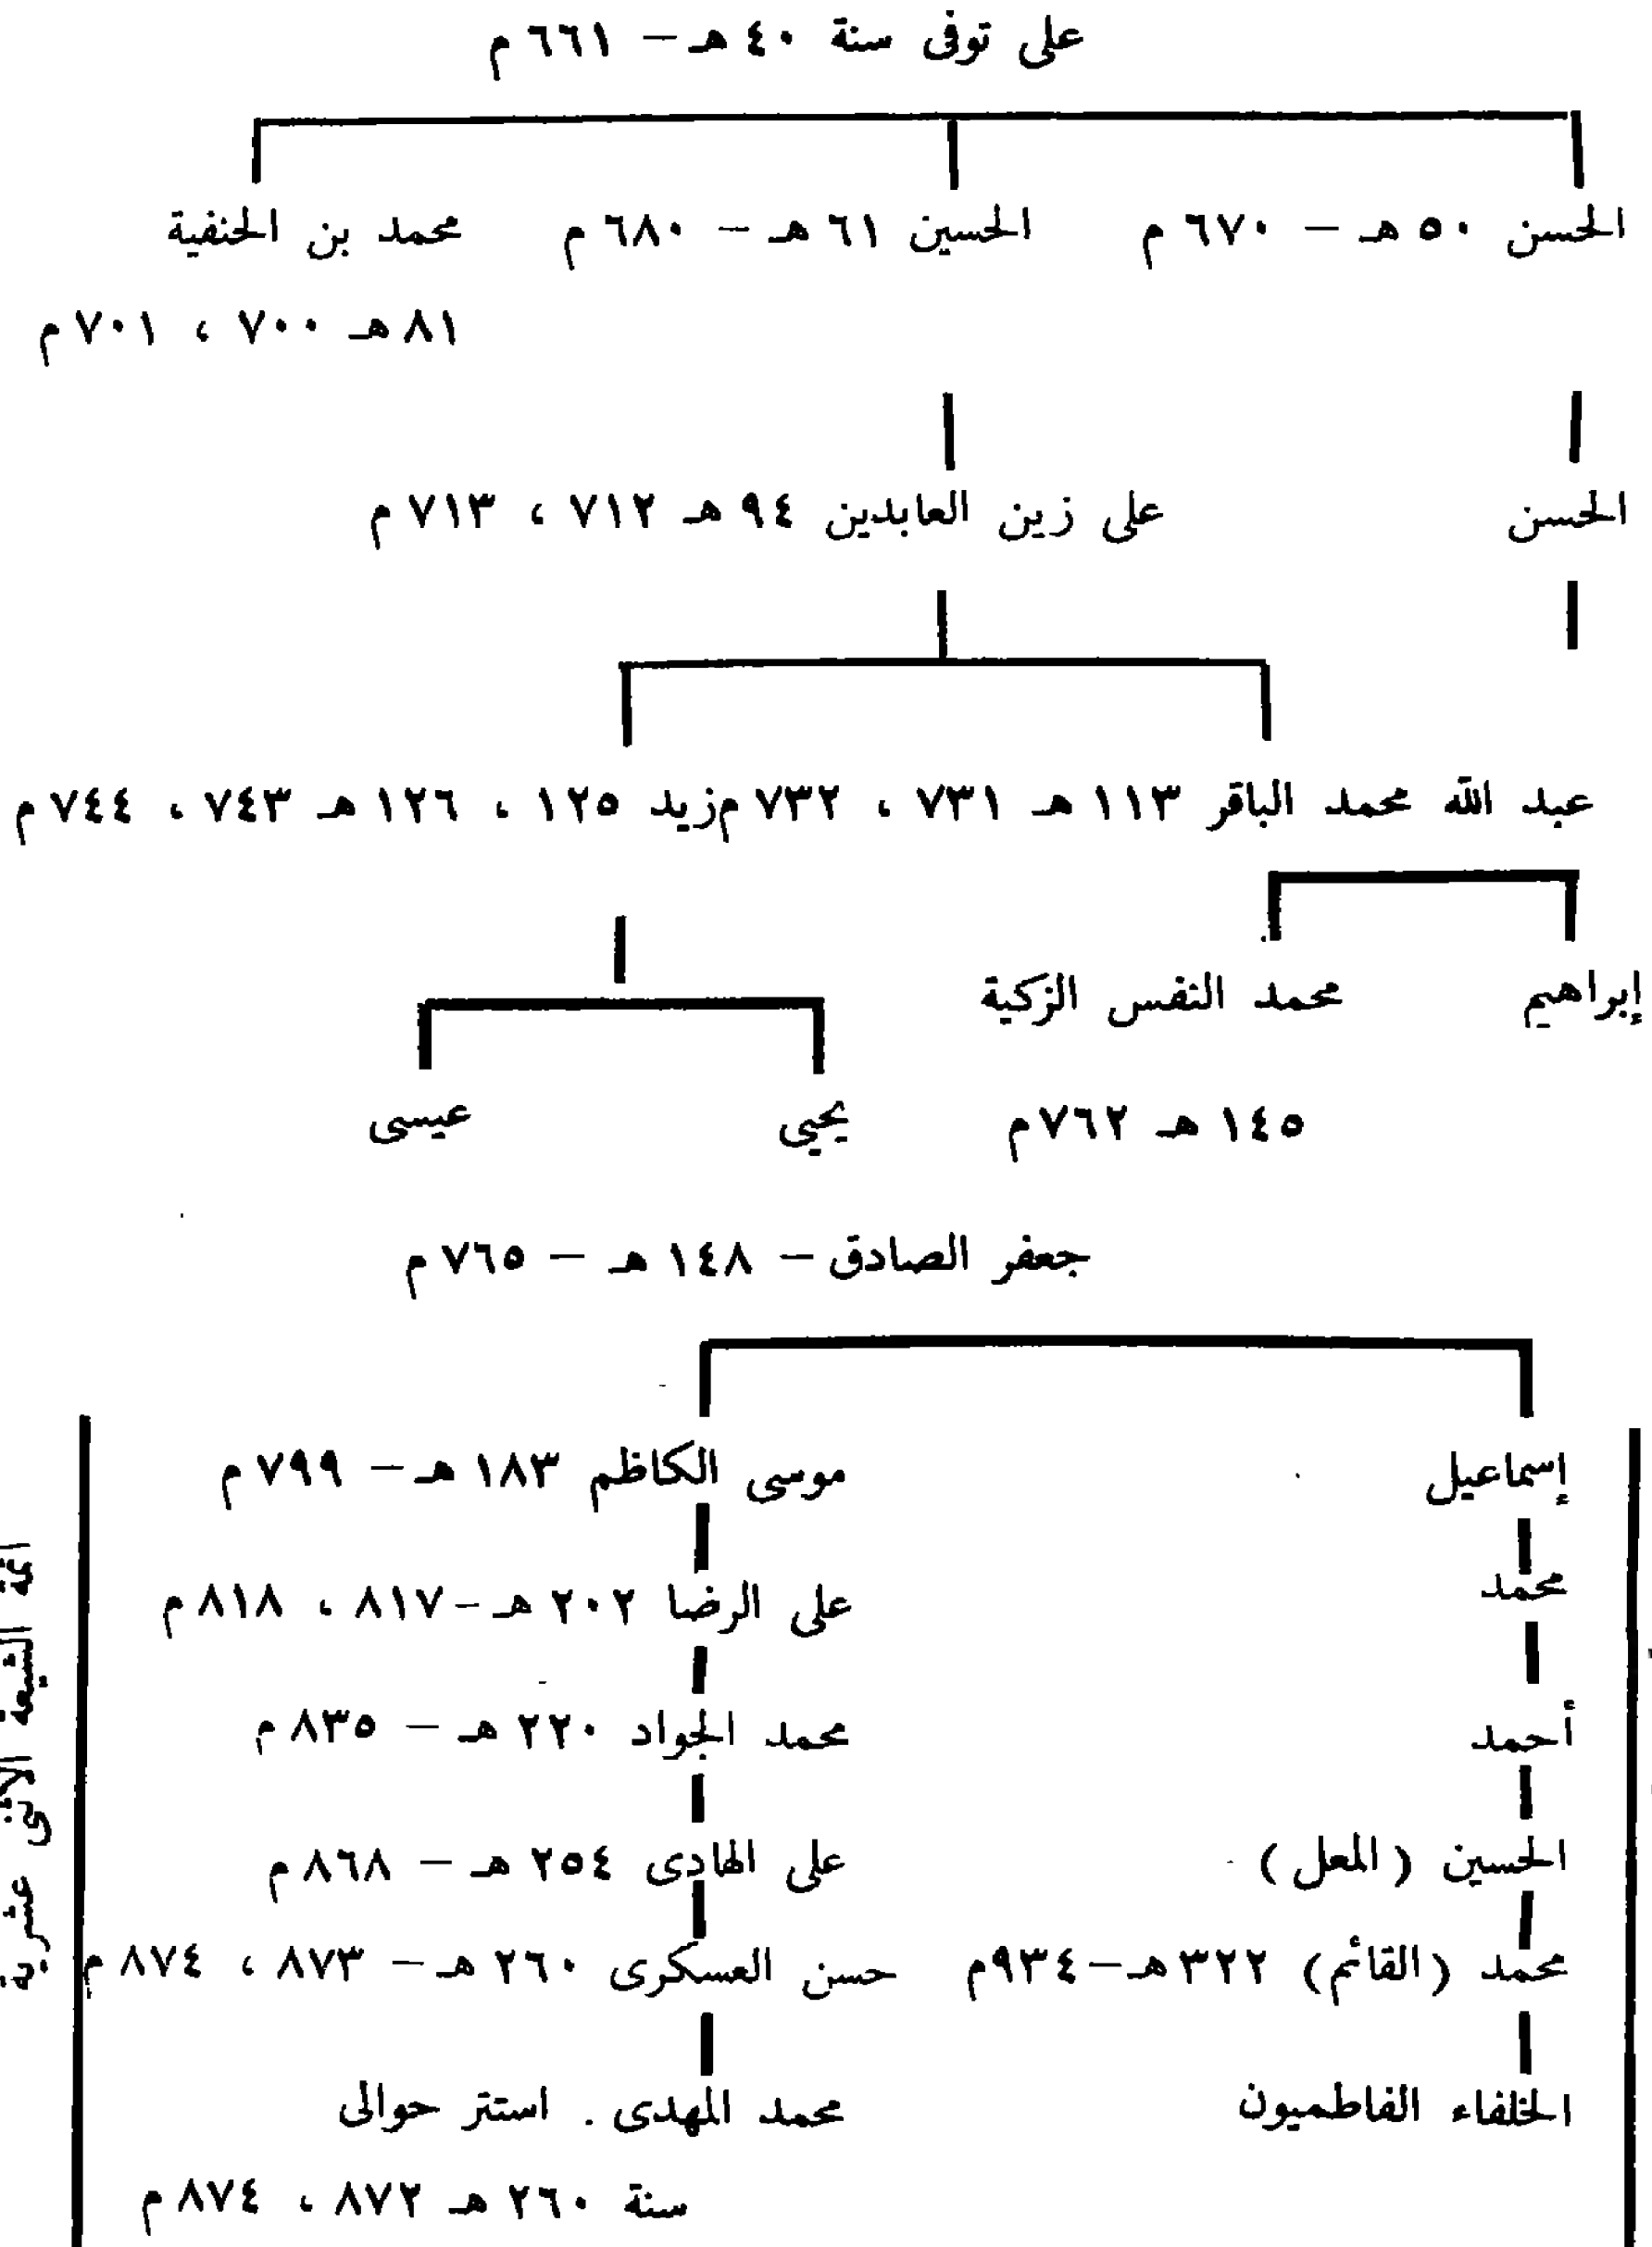 على توفى سنة ٤٠ هـ – ٦٦١ م
الحسن ٥٠ هـ – ٦٧٠ م الحسين ٦١ هـ – ٦٨٠ م محمد بن الحنفية
٨١ هـ ٧٠٠ ، ٧٠١ م
الحسن على زين العابدين ٩٤ هـ ٧١٢ ، ٧١٣ م
عبد الله محمد الباقر ١١٣ هـ ٧٣١ ، ٧٣٢ م زيد ١٢٥ ، ١٢٦ هـ ٧٤٣ ، ٧٤٤ م
إبراهيم محمد النفس الزكية
١٤٥ هـ ٧٦٢ م يحيي عيسى
جعفر الصادق – ١٤٨ هـ – ٧٦٥ م
إسماعيل موسى الكاظم ١٨٣ هـ – ٧٩٩ م
محمد على الرضا ٢٠٢ هـ – ٨١٧ ، ٨١٨ م
أحمد محمد الجواد ٢٢٠ هـ – ٨٣٥ م
الحسين ( المعل ) على الهادى ٢٥٤ هـ – ٨٦٨ م
محمد (القائم) ٣٢٢ هـ – ٩٣٤ م حسن العسكرى ٢٦٠ هـ – ٨٧٣ ، ٨٧٤ م
الخلفاء الفاطميون محمد المهدى . استتر حوالى
سنة ٢٦٠ هـ ٨٧٢ ، ٨٧٤ م
ائمة الشيعة الاثنى عشرية